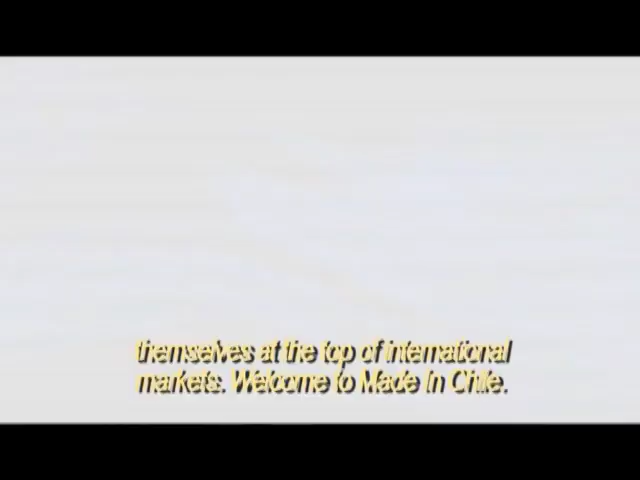 themselves at the top of international
markets. Welcome to Made In Chile.